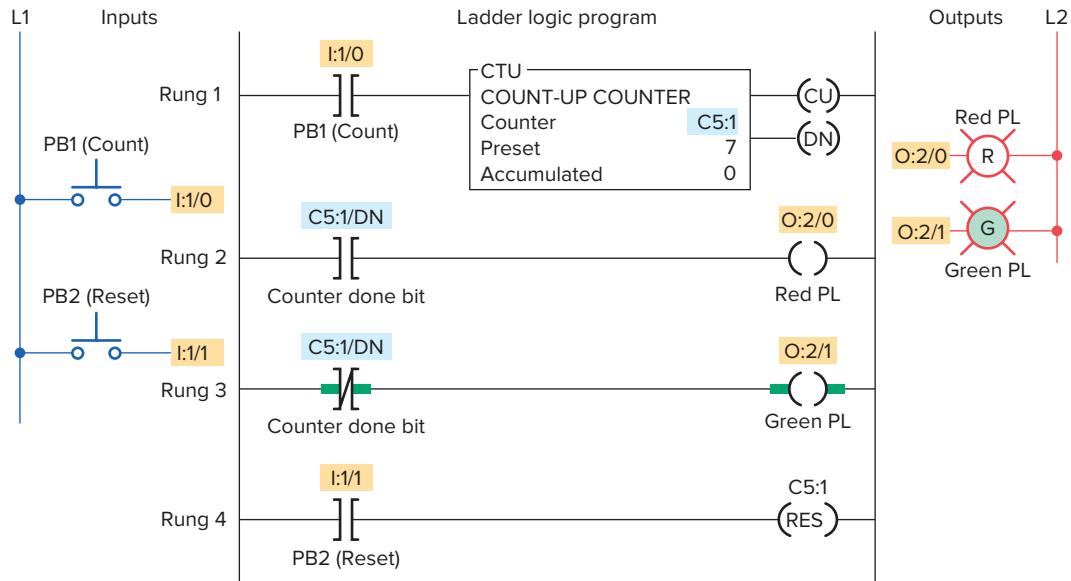 L1
Inputs
Ladder logic program
Outputs
L2
I:1/0
Rung 1
PB1 (Count)
CTU
COUNT-UP COUNTER
Counter C5:1
Preset 7
Accumulated 0
CU
DN
PB1 (Count)
I:1/0
Red PL
O:2/0
R
O:2/1
G
Green PL
C5:1/DN
O:2/0
Rung 2
Counter done bit
Red PL
PB2 (Reset)
I:1/1
C5:1/DN
O:2/1
Rung 3
Counter done bit
Green PL
I:1/1
C5:1
Rung 4
RES
PB2 (Reset)